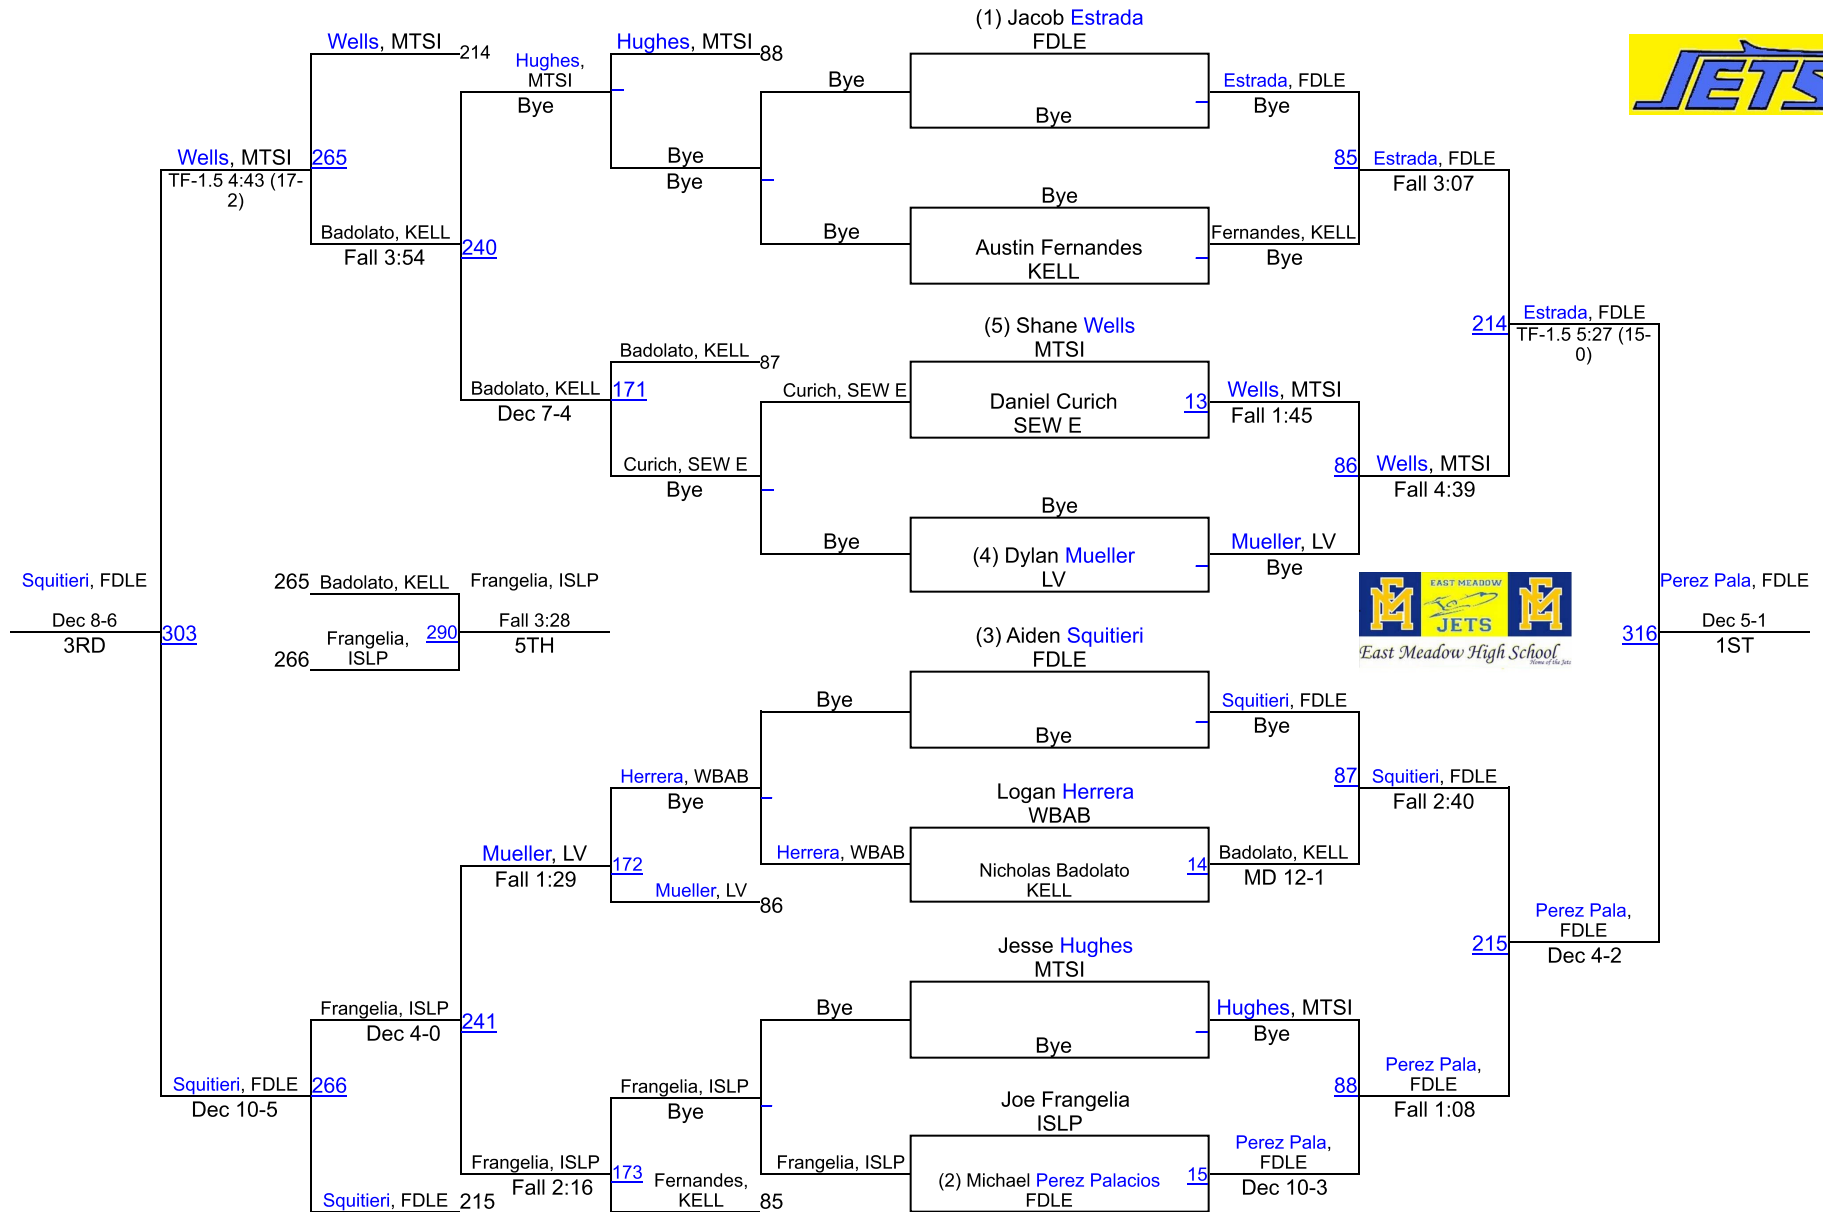 (1) Jacob Estrada
FDLE
Bye
Bye
Austin Fernandes
KELL
(5) Shane Wells
MTSI
Daniel Curich
SEW E
13
Bye
(4) Dylan Mueller
LV
(3) Aiden Squitieri
FDLE
Bye
Logan Herrera
WBAB
Nicholas Badolato
KELL
14
Jesse Hughes
MTSI
Bye
Joe Frangelia
ISLP
(2) Michael Perez Palacios
FDLE
15
Estrada, FDLE
Bye
Fernandes, KELL
Bye
Wells, MTSI
Fall 1:45
Mueller, LV
Bye
Squitieri, FDLE
Bye
Badolato, KELL
MD 12-1
Hughes, MTSI
Bye
Perez Pala,
FDLE
Dec 10-3
85
Estrada, FDLE
Fall 3:07
86
Wells, MTSI
Fall 4:39
87
Squitieri, FDLE
Fall 2:40
88
Perez Pala,
FDLE
Fall 1:08
214
Estrada, FDLE
TF-1.5 5:27 (15-
0)
215
Perez Pala,
FDLE
Dec 4-2
316
Perez Pala, FDLE
Dec 5-1
1ST
JETS
EAST MEADOW
JETS
EM
EM
East Meadow High School
Home of the Jets
Bye
Bye
Curich, SEW E
Bye
Bye
Herrera, WBAB
Bye
Frangelia, ISLP
Hughes, MTSI
88
Bye
Bye
Badolato, KELL
87
Curich, SEW E
Bye
Herrera, WBAB
Bye
Mueller, LV
86
Frangelia, ISLP
Bye
Fernandes,
KELL
85
Hughes,
MTSI
Bye
171
Badolato, KELL
Dec 7-4
172
Mueller, LV
Fall 1:29
173
Frangelia, ISLP
Fall 2:16
Wells, MTSI
214
240
Badolato, KELL
Fall 3:54
241
Frangelia, ISLP
Dec 4-0
Squitieri, FDLE
215
265
Wells, MTSI
TF-1.5 4:43 (17-
2)
266
Squitieri, FDLE
Dec 10-5
303
Squitieri, FDLE
Dec 8-6
3RD
265
Badolato, KELL
266
Frangelia,
ISLP
290
Frangelia, ISLP
Fall 3:28
5TH